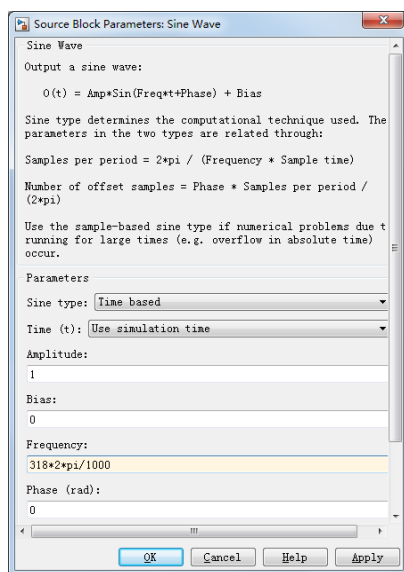 Source Block Parameters: Sine Wave
Sine Wave
Output a sine wave:
O(t) = Amp*Sin(Freq*t+Phase) + Bias
Sine type determines the computational technique used. The
parameters in the two types are related through:
Samples per period = 2*pi / (Frequency * Sample time)
Number of offset samples = Phase * Samples per period /
(2*pi)
Use the sample-based sine type if numerical problems due t
running for large times (e.g. overflow in absolute time)
occur.
Parameters
Sine type: Time based
Time (t): Use simulation time
Amplitude:
1
Bias:
0
Frequency:
318*2*pi/1000
Phase (rad):
0
OK Cancel Help Apply